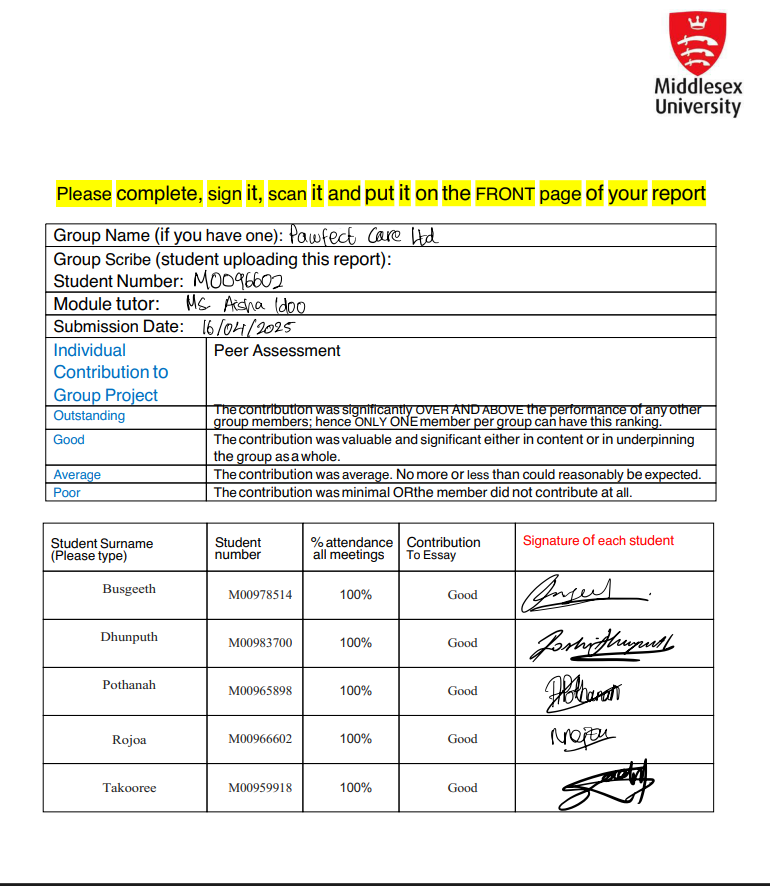 Middlesex
University
Please complete, sign it, scan it and put it on the FRONT page of your report
Group Name (if you have one): Pawfect Care Ltd
Group Scribe (student uploading this report):
Student Number: M0096602
Module tutor: Ms Aisha Idoo
Submission Date: 16/04/2025
Individual
Contribution to
Group Project
Peer Assessment
Outstanding
The contribution was significantly OVER AND ABOVE the performance of any other
group members; hence ONLY ONE member per group can have this ranking.
Good
The contribution was valuable and significant either in content or in underpinning
the group as a whole.
Average
The contribution was average. No more or less than could reasonably be expected.
Poor
The contribution was minimal OR the member did not contribute at all.
Student Surname
(Please type)
Student
number
% attendance
all meetings
Contribution
To Essay
Signature of each student
Busgeeth M00978514 100% Good
Dhunputh M00983700 100% Good
Pothanah M00965898 100% Good
Rojoa M00966602 100% Good
Takooree M00959918 100% Good